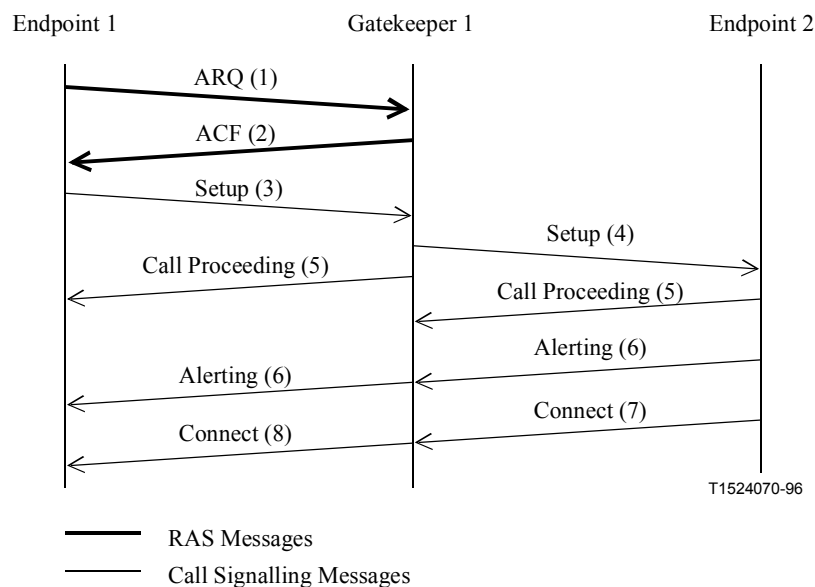 Endpoint 1 Gatekeeper 1 Endpoint 2
ARQ (1)
ACF (2)
Setup (3)
Setup (4)
Call Proceeding (5)
Call Proceeding (5)
Alerting (6)
Alerting (6)
Connect (7)
Connect (8)
T1524070-96
RAS Messages
Call Signalling Messages